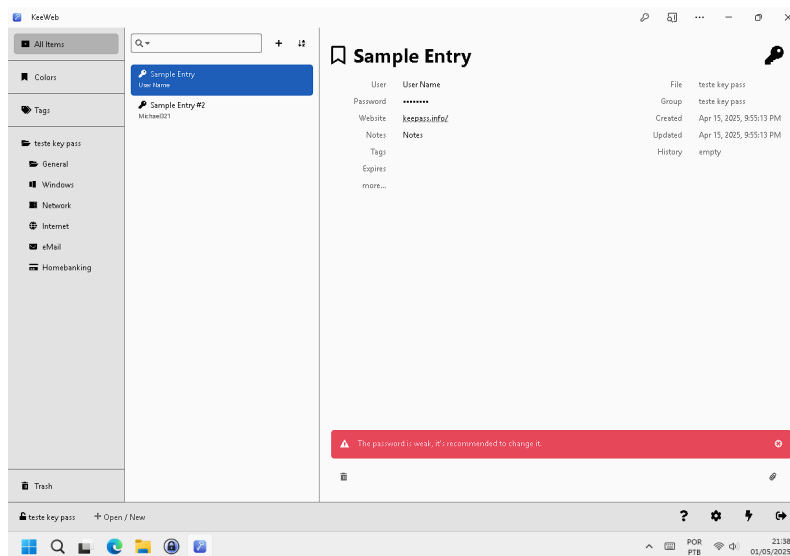 KeeWeb
All Items
Colors
Tags
teste key pass
General
Windows
Network
Internet
eMail
Homebanking
Trash
Sample Entry
User Name
Sample Entry #2
Michael321
Sample Entry
User User Name
Password ••••••••
Website keepass.info/
Notes Notes
Tags
Expires
more...
File teste key pass
Group teste key pass
Created Apr 15, 2025, 9:55:13 PM
Updated Apr 15, 2025, 9:55:13 PM
History empty
The password is weak, it's recommended to change it.
teste key pass
+ Open / New
?
POR
PTB
21:38
01/05/2025